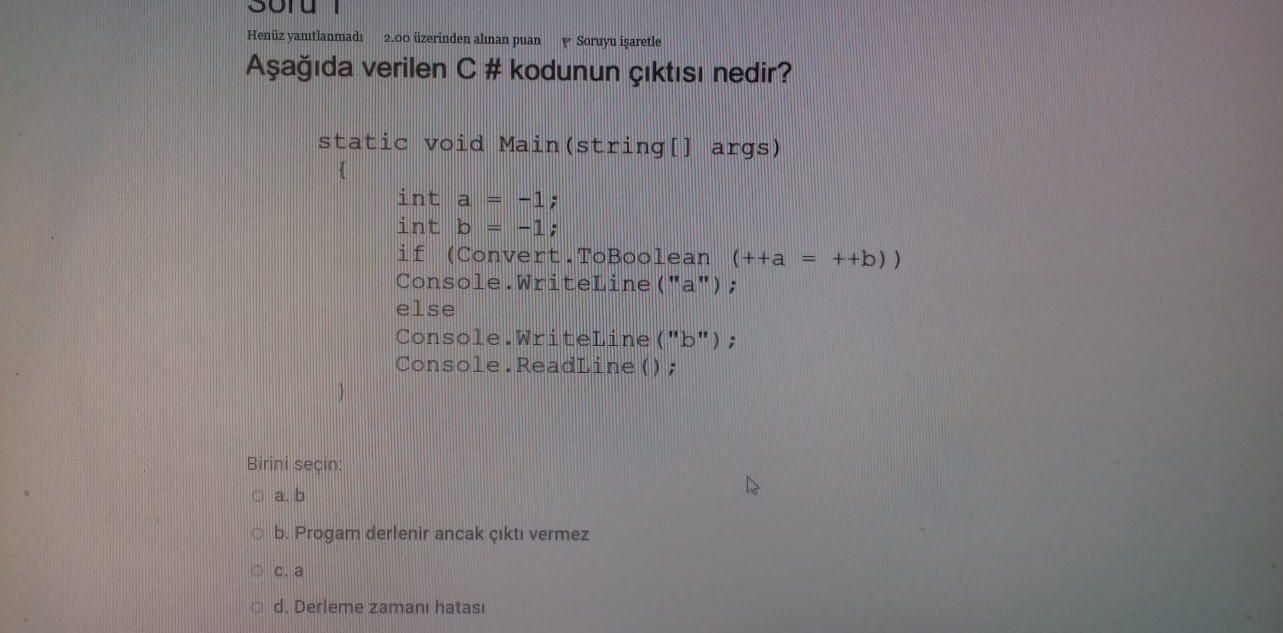 Soru 1
Henüz yanıtlanmadı 2.00 üzerinden alınan puan Soruyu işaretle
Aşağıda verilen C # kodunun çıktısı nedir?
static void Main(string[] args)
{
int a = -1;
int b = -1;
if (Convert.ToBoolean (++a = ++b))
Console.WriteLine("a");
else
Console.WriteLine("b");
Console.ReadLine();
}
Birini seçin:
a. b
b. Progam derlenir ancak çıktı vermez
c. a
d. Derleme zamanı hatası